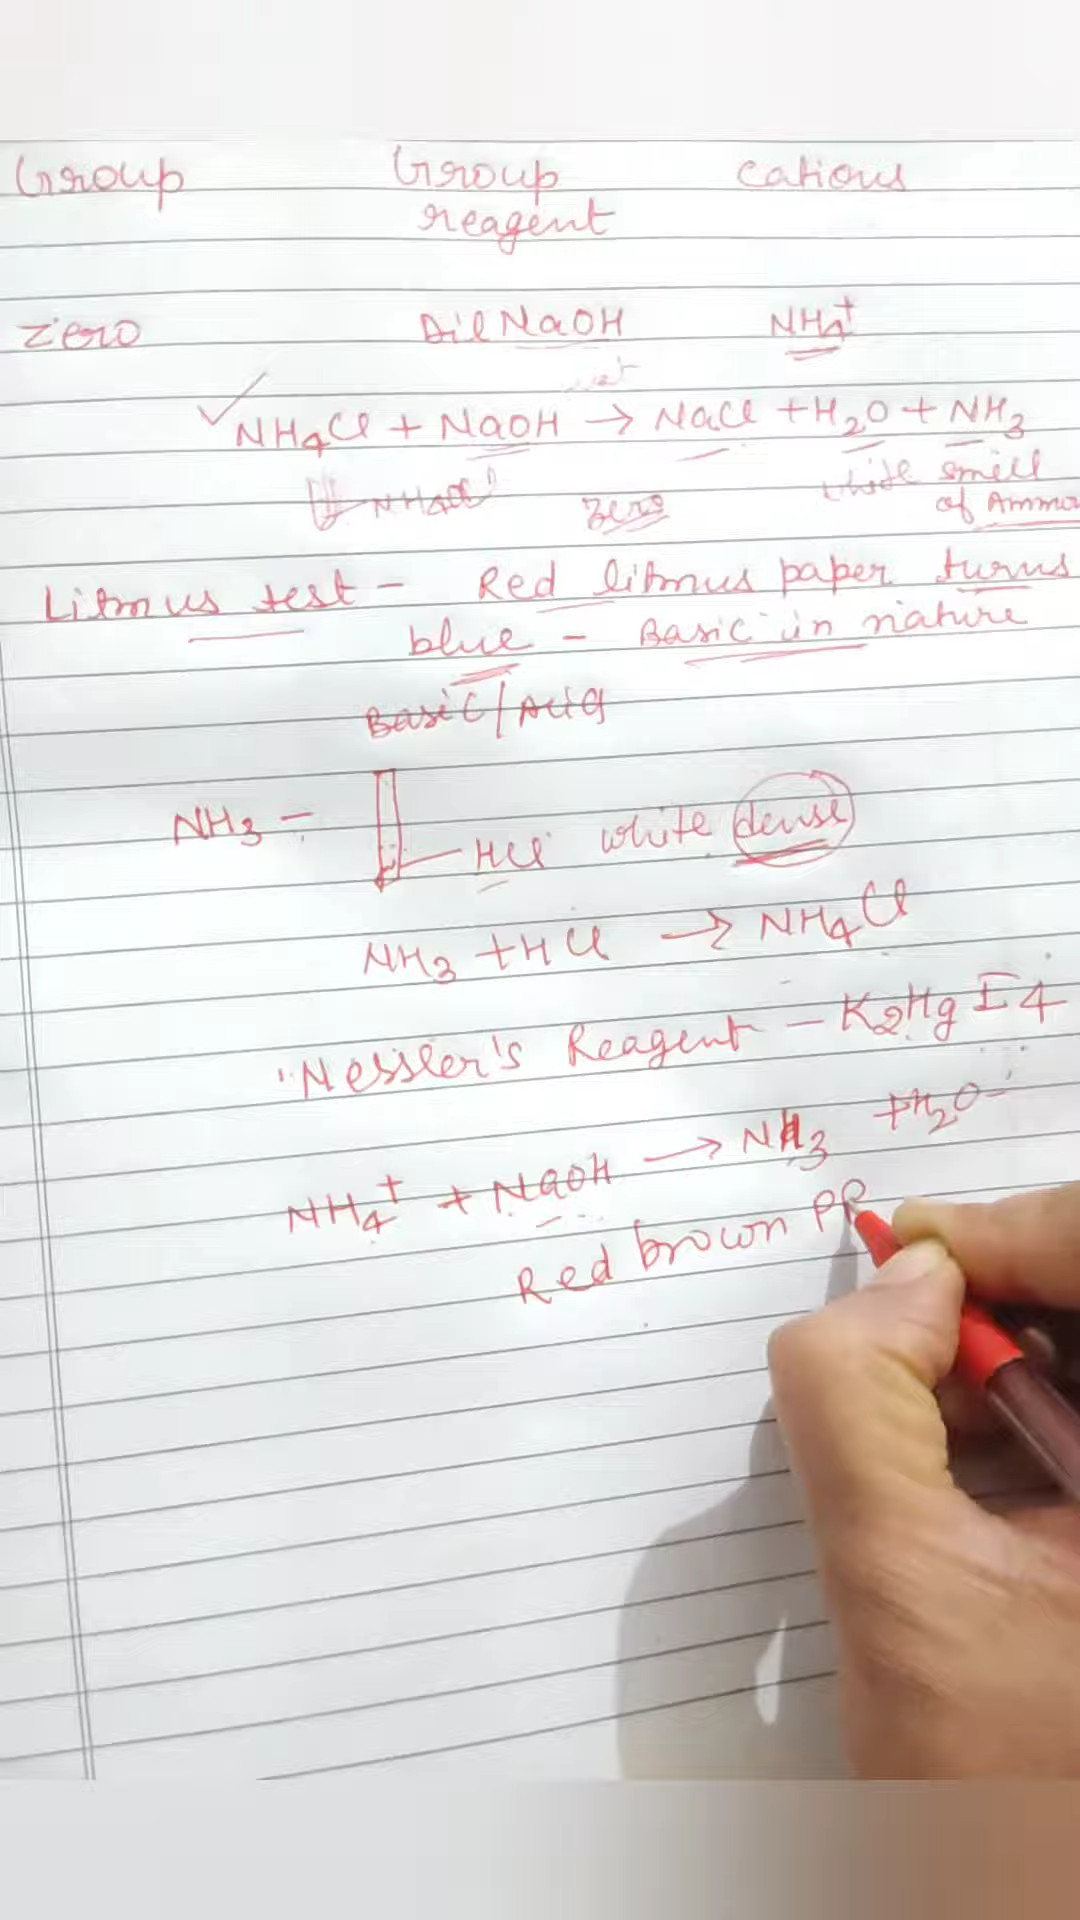 Group Group cations
reagent
Zero Dil NaOH NH4+
NH4Cl + NaOH → NaCl + H2O + NH3
NH4Cl Zero white smell
of Ammo
Litmus test - Red litmus paper turns
blue - Basic in nature
Basic/Acid
NH3 - HCl white dense
NH3 + HCl → NH4Cl
Nessler's Reagent - K2HgI4
NH4+ + NaOH → NH3 + H2O
Red brown PP